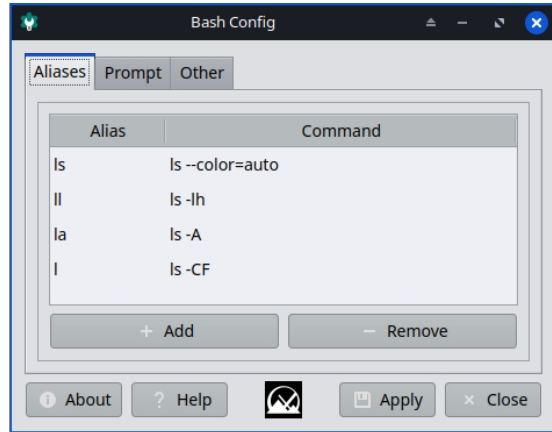 Bash Config
Aliases Prompt Other
Alias Command
ls ls --color=auto
ll ls -lh
la ls -A
l ls -CF
+ Add − Remove
About ? Help Apply × Close